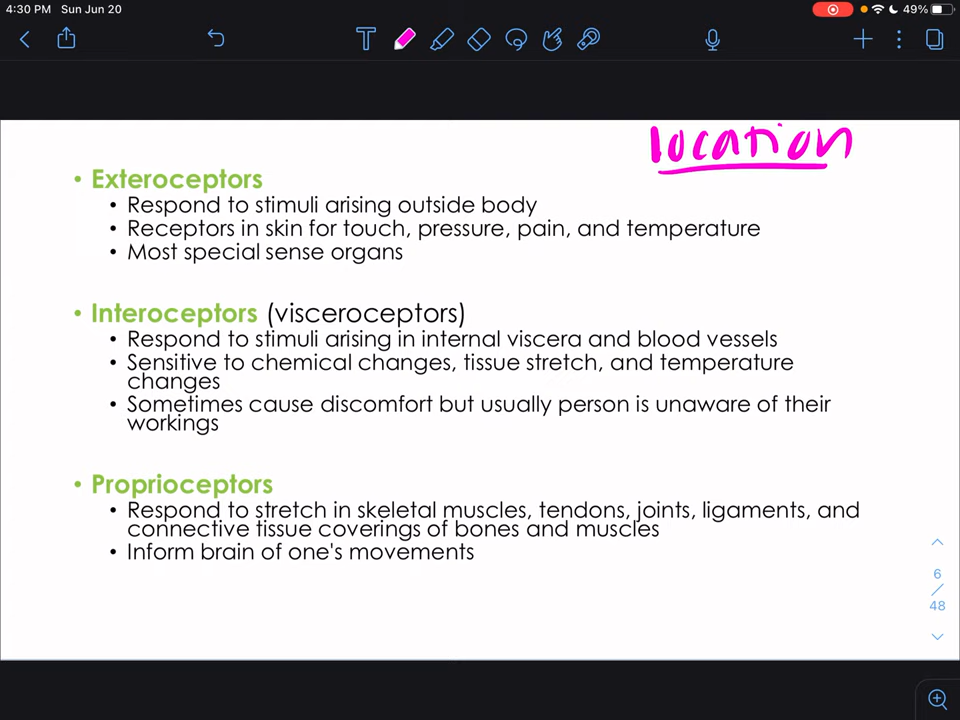 4:30 PM Sun Jun 20
49%
location
• Exteroceptors
• Respond to stimuli arising outside body
• Receptors in skin for touch, pressure, pain, and temperature
• Most special sense organs
• Interoceptors (visceroceptors)
• Respond to stimuli arising in internal viscera and blood vessels
• Sensitive to chemical changes, tissue stretch, and temperature
changes
• Sometimes cause discomfort but usually person is unaware of their
workings
• Proprioceptors
• Respond to stretch in skeletal muscles, tendons, joints, ligaments, and
connective tissue coverings of bones and muscles
• Inform brain of one's movements
6
/
48